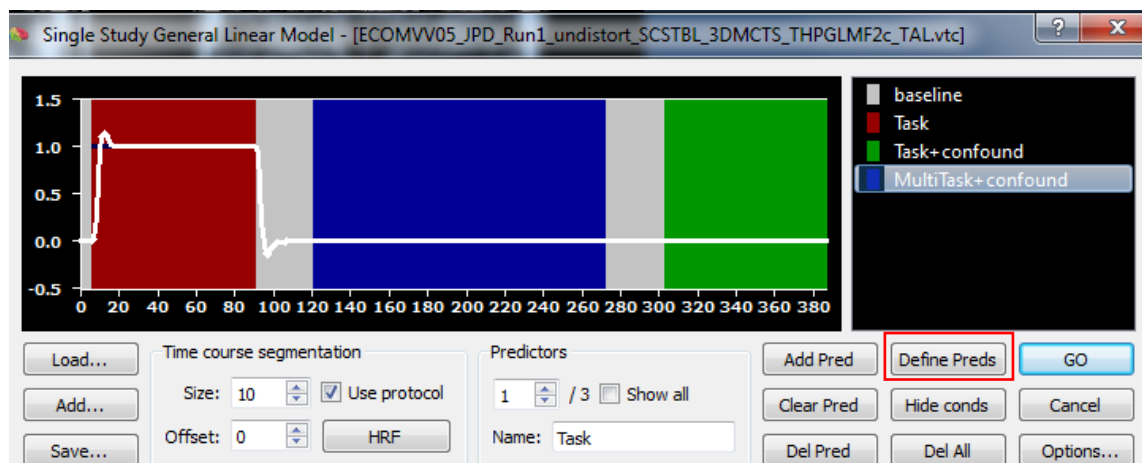 Single Study General Linear Model - [ECOMVV05_JPD_Run1_undistort_SCSTBL_3DMCTS_THPGLMF2c_TAL.vtc]
? X
1.5
1.0
0.5
0.0
-0.5
0 20 40 60 80 100 120 140 160 180 200 220 240 260 280 300 320 340 360 380
baseline
Task
Task+confound
MultiTask+confound
Load... Time course segmentation Predictors Add Pred Define Preds GO
Size: 10 Use protocol 1 / 3 Show all
Add... Clear Pred Hide conds Cancel
Offset: 0 HRF Name: Task
Save... Del Pred Del All Options...